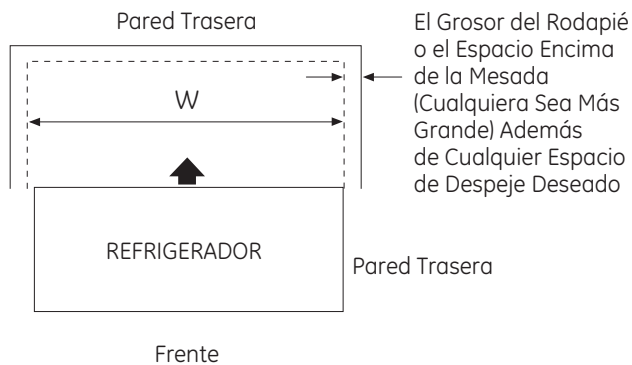 Pared Trasera
W
El Grosor del Rodapié
o el Espacio Encima
de la Mesada
(Cualquiera Sea Más
Grande) Además
de Cualquier Espacio
de Despeje Deseado
REFRIGERADOR
Pared Trasera
Frente